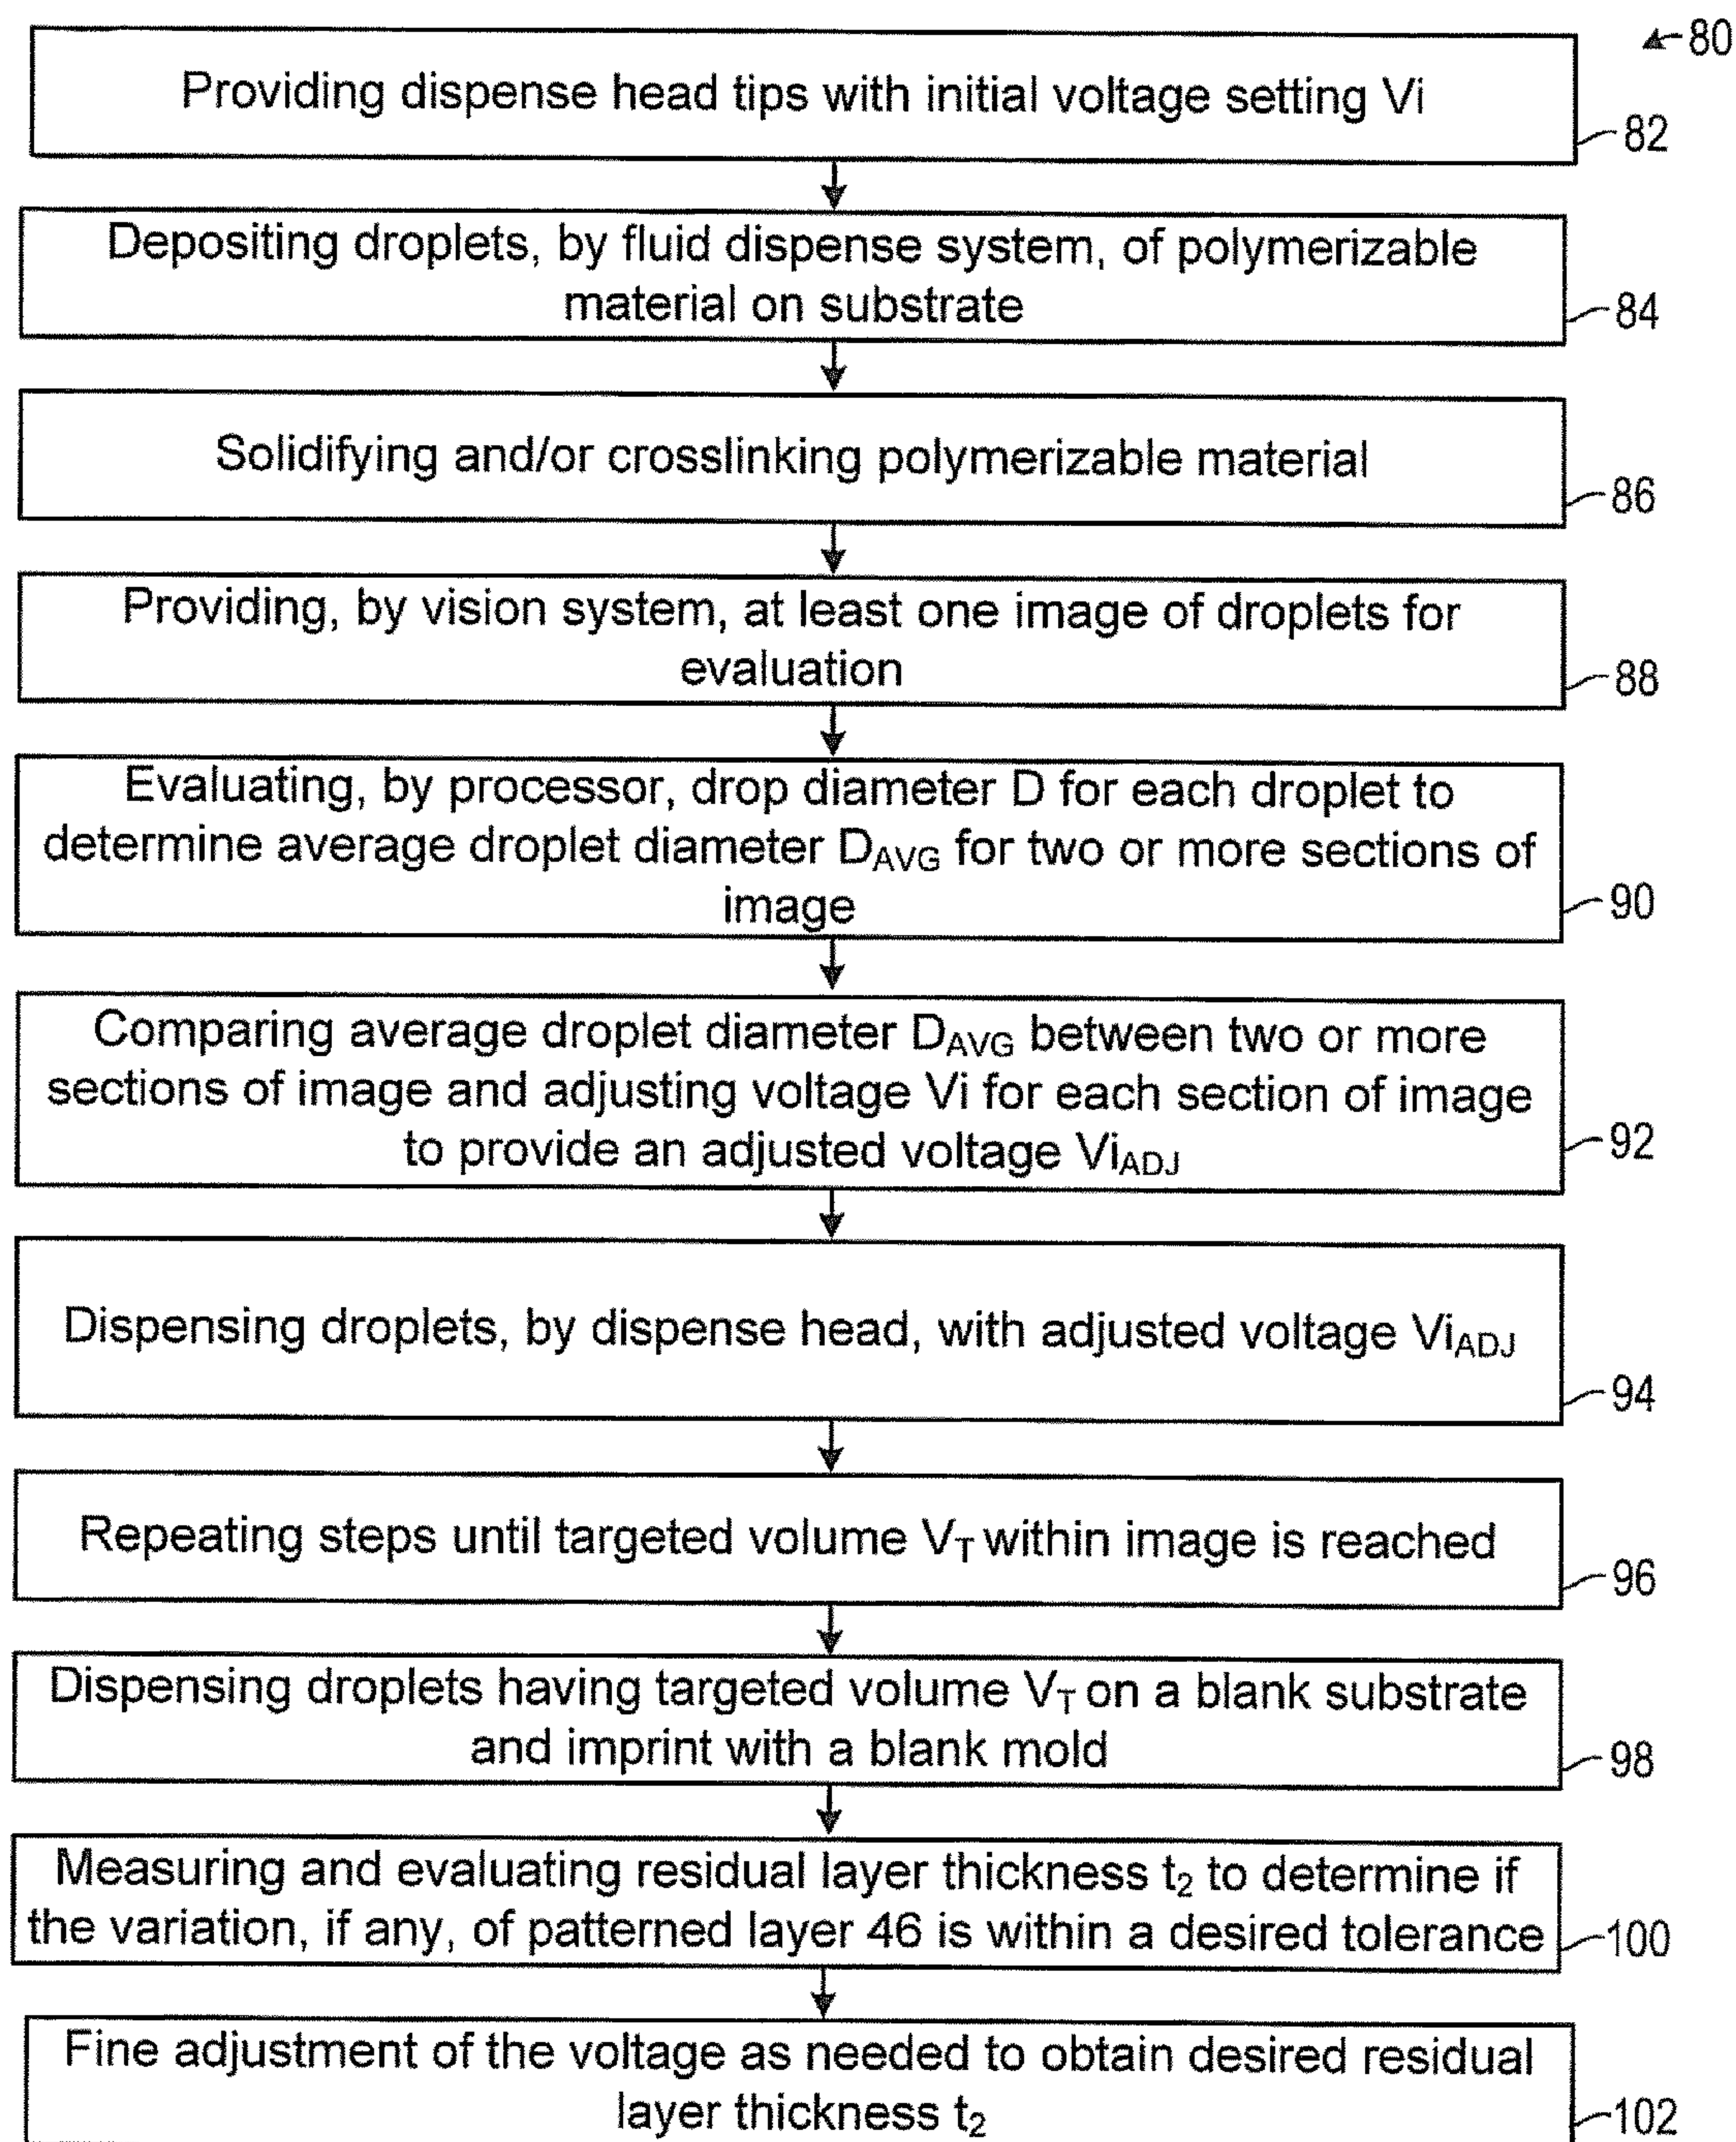 80
Providing dispense head tips with initial voltage setting Vi
82
Depositing droplets, by fluid dispense system, of polymerizable
material on substrate
84
Solidifying and/or crosslinking polymerizable material
86
Providing, by vision system, at least one image of droplets for
evaluation
88
Evaluating, by processor, drop diameter D for each droplet to
determine average droplet diameter DAVG for two or more sections of
image
90
Comparing average droplet diameter DAVG between two or more
sections of image and adjusting voltage Vi for each section of image
to provide an adjusted voltage ViADJ
92
Dispensing droplets, by dispense head, with adjusted voltage ViADJ
94
Repeating steps until targeted volume VT within image is reached
96
Dispensing droplets having targeted volume VT on a blank substrate
and imprint with a blank mold
98
Measuring and evaluating residual layer thickness t2 to determine if
the variation, if any, of patterned layer 46 is within a desired tolerance
100
Fine adjustment of the voltage as needed to obtain desired residual
layer thickness t2
102